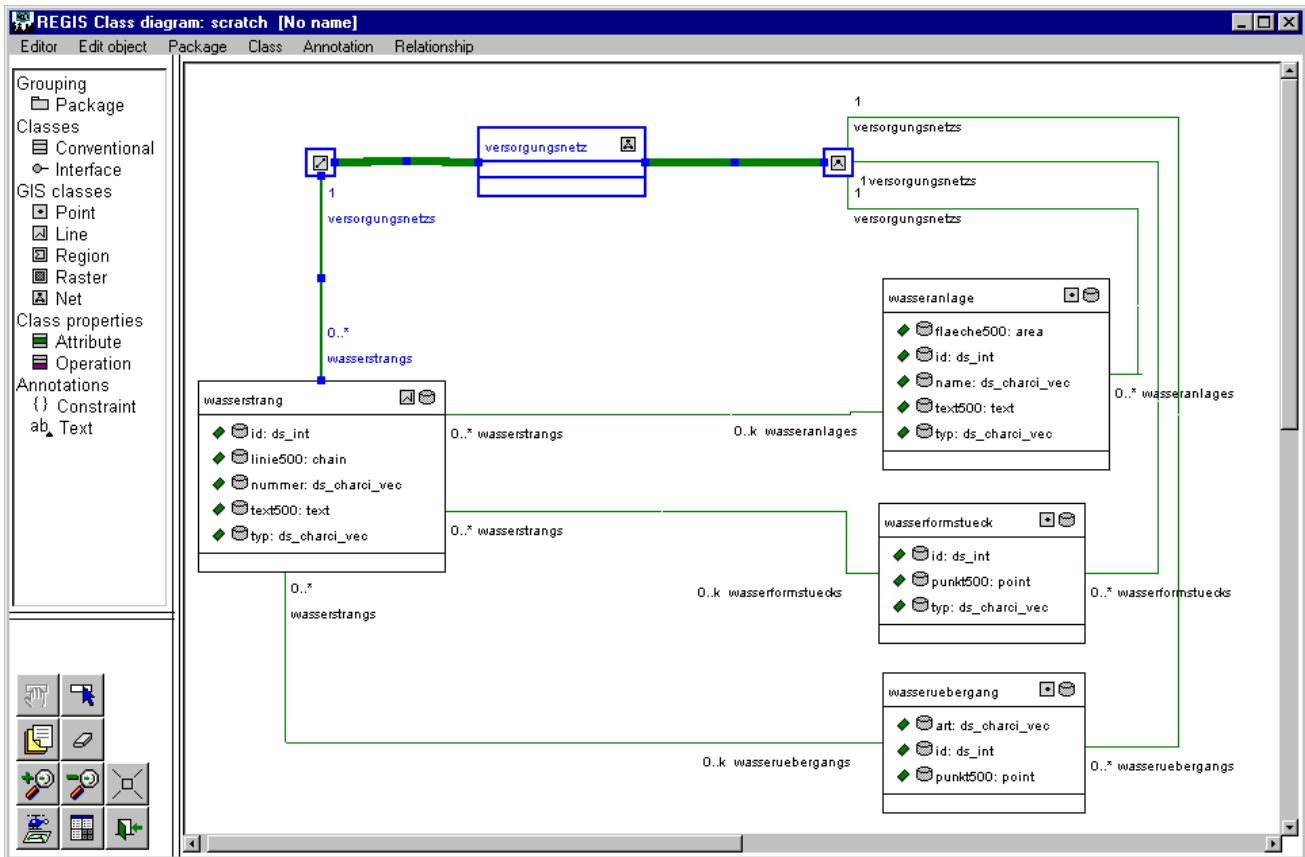 REGIS Class diagram: scratch [No name]
Editor Edit object Package Class Annotation Relationship
Grouping
Package
Classes
Conventional
Interface
GIS classes
Point
Line
Region
Raster
Net
Class properties
Attribute
Operation
Annotations
{} Constraint
ab Text
versorgungsnetz
1
versorgungsnetzs
1
versorgungsnetzs
1 versorgungsnetzs
1
versorgungsnetzs
0..*
wasserstrangs
wasserstrang
id: ds_int
linie500: chain
nummer: ds_charci_vec
text500: text
typ: ds_charci_vec
0..* wasserstrangs
0..k wasseranlages
0..* wasserstrangs
0..k wasserformstuecks
0..*
wasserstrangs
0..k wasseruebergangs
wasseranlage
flaeche500: area
id: ds_int
name: ds_charci_vec
text500: text
typ: ds_charci_vec
0..* wasseranlages
wasserformstueck
id: ds_int
punkt500: point
typ: ds_charci_vec
0..* wasserformstuecks
wasseruebergang
art: ds_charci_vec
id: ds_int
punkt500: point
0..* wasseruebergangs